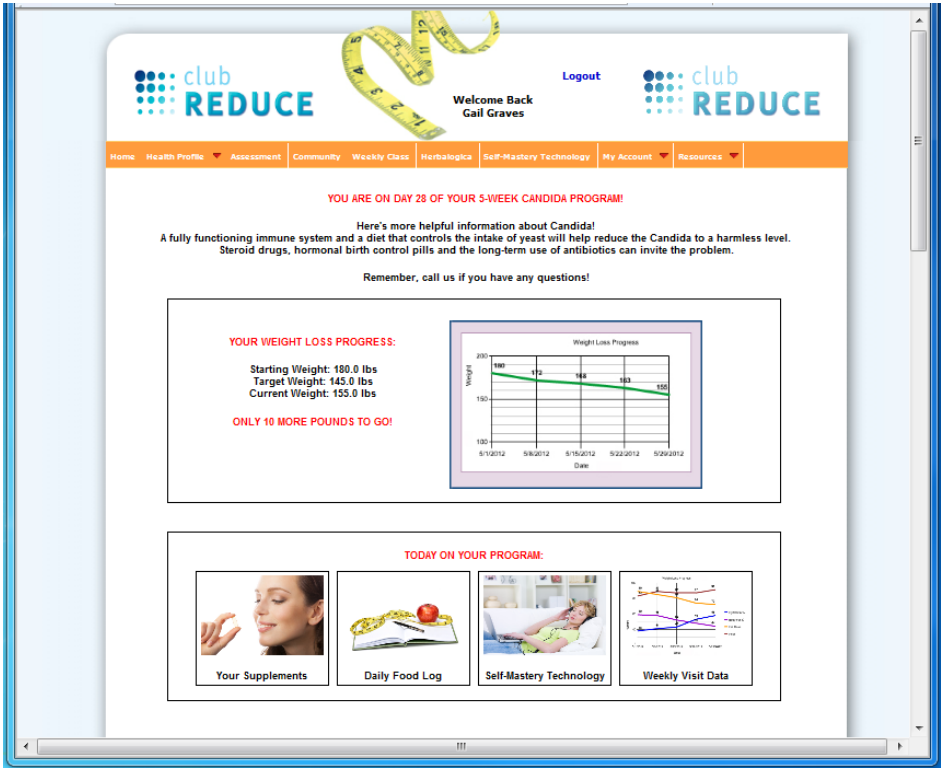 club
REDUCE
Logout
Welcome Back
Gail Graves
club
REDUCE
Home Health Profile Assessment Community Weekly Class Herbalogica Self-Mastery Technology My Account Resources
YOU ARE ON DAY 28 OF YOUR 5-WEEK CANDIDA PROGRAM!
Here's more helpful information about Candida!
A fully functioning immune system and a diet that controls the intake of yeast will help reduce the Candida to a harmless level.
Steroid drugs, hormonal birth control pills and the long-term use of antibiotics can invite the problem.
Remember, call us if you have any questions!
YOUR WEIGHT LOSS PROGRESS:
Starting Weight: 180.0 lbs
Target Weight: 145.0 lbs
Current Weight: 155.0 lbs
ONLY 10 MORE POUNDS TO GO!
Weight Loss Progress
Weight
200
150
100
180 172 168 163 155
5/1/2012 5/8/2012 5/15/2012 5/22/2012 5/29/2012
Date
TODAY ON YOUR PROGRAM:
Your Supplements
Daily Food Log
Self-Mastery Technology
Weekly Visit Data